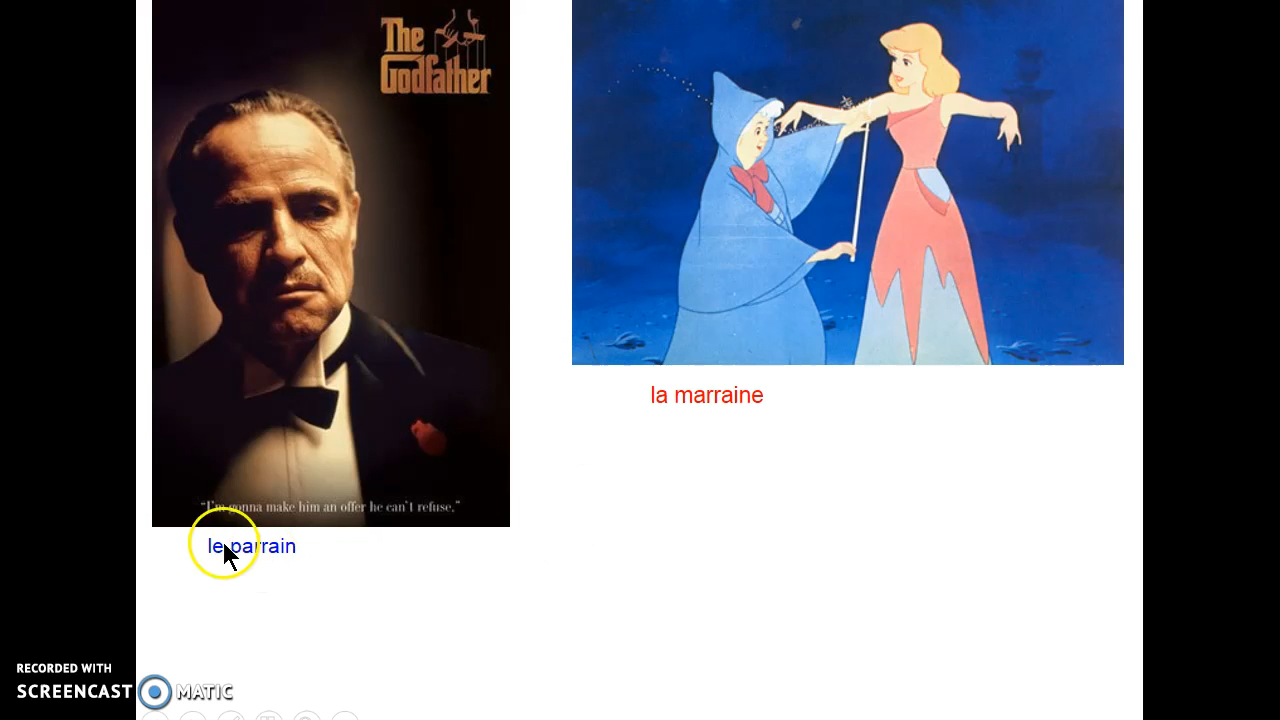 The
Godfather
"I'm gonna make him an offer he can't refuse."
le parrain
la marraine
RECORDED WITH
SCREENCAST MATIC